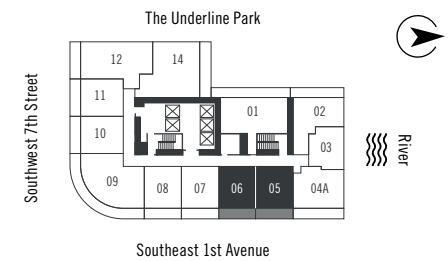 The Underline Park
Southwest 7th Street
12
14
11
10
01
02
03
09
08
07
06
05
04A
River
Southeast 1st Avenue